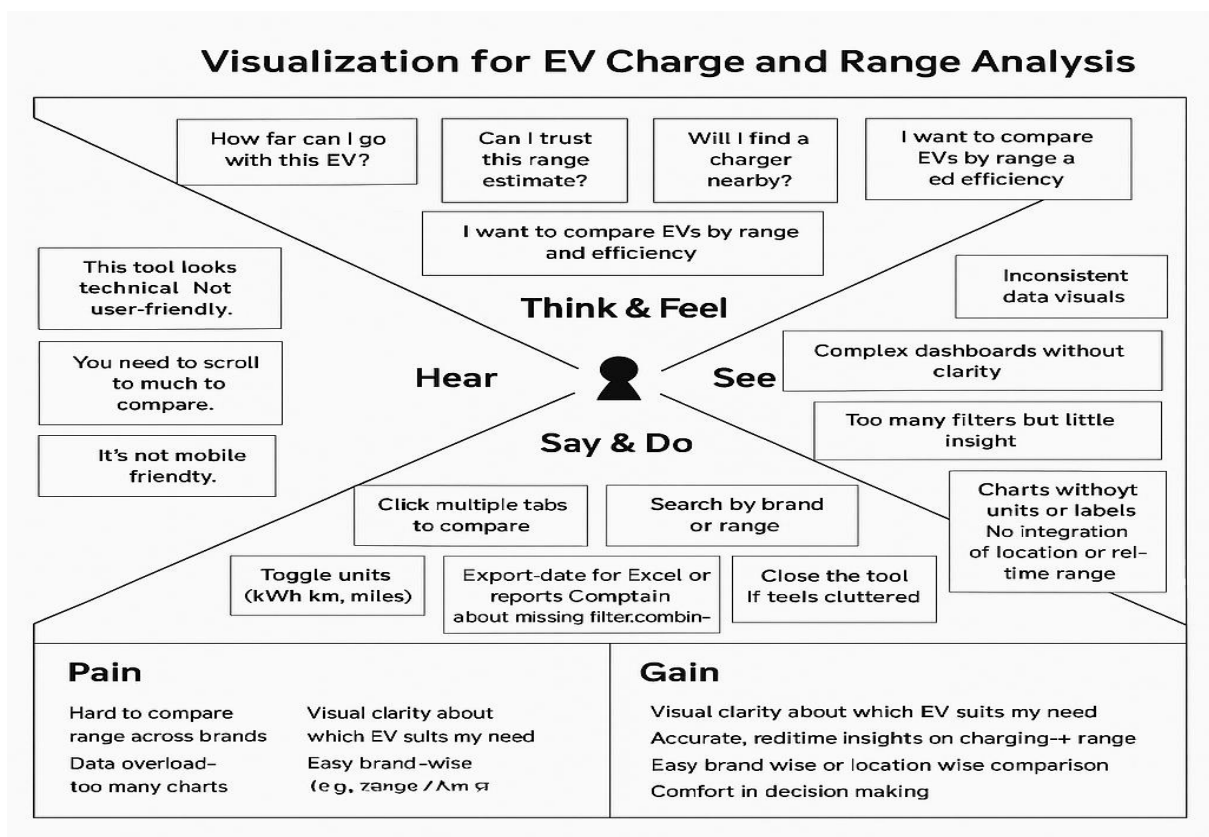 Visualization for EV Charge and Range Analysis
How far can I go
with this EV?
Can I trust
this range
estimate?
Will I find a
charger
nearby?
I want to compare
EVs by range a
ed efficiency
I want to compare EVs by range
and efficiency
Think & Feel
This tool looks
technical Not
user-friendly.
You need to scroll
to much to
compare.
It's not mobile
friendty.
Hear
See
Inconsistent
data visuals
Complex dashboards without
clarity
Too many filters but little
insight
Charts withoyt
units or labels
No integration
of location or rel-
time range
Say & Do
Click multiple tabs
to compare
Search by brand
or range
Toggle units
(kWh km, miles)
Export-date for Excel or
reports Comptain
about missing filter.combin-
Close the tool
If teels cluttered
Pain
Hard to compare
range across brands
Data overload-
too many charts
Visual clarity about
which EV sults my need
Easy brand-wise
(e g,
Gain
Visual clarity about which EV suits my need
Accurate, reditime insights on charging-+ range
Easy brand wise or location wise comparison
Comfort in decision making